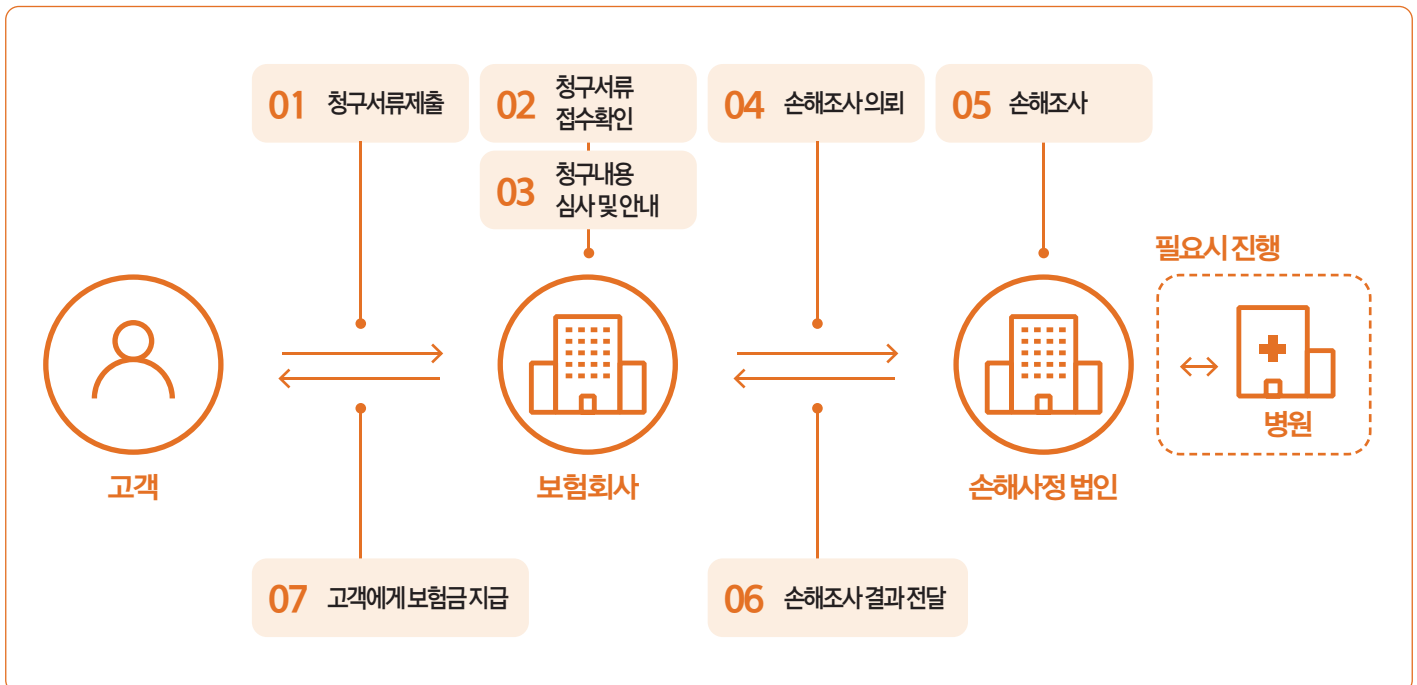 01 청구서류제출
02 청구서류
접수확인
03 청구내용
심사 및 안내
04 손해조사 의뢰
05 손해조사
필요시 진행
병원
고객
보험회사
손해사정 법인
07 고객에게 보험금 지급
06 손해조사 결과 전달